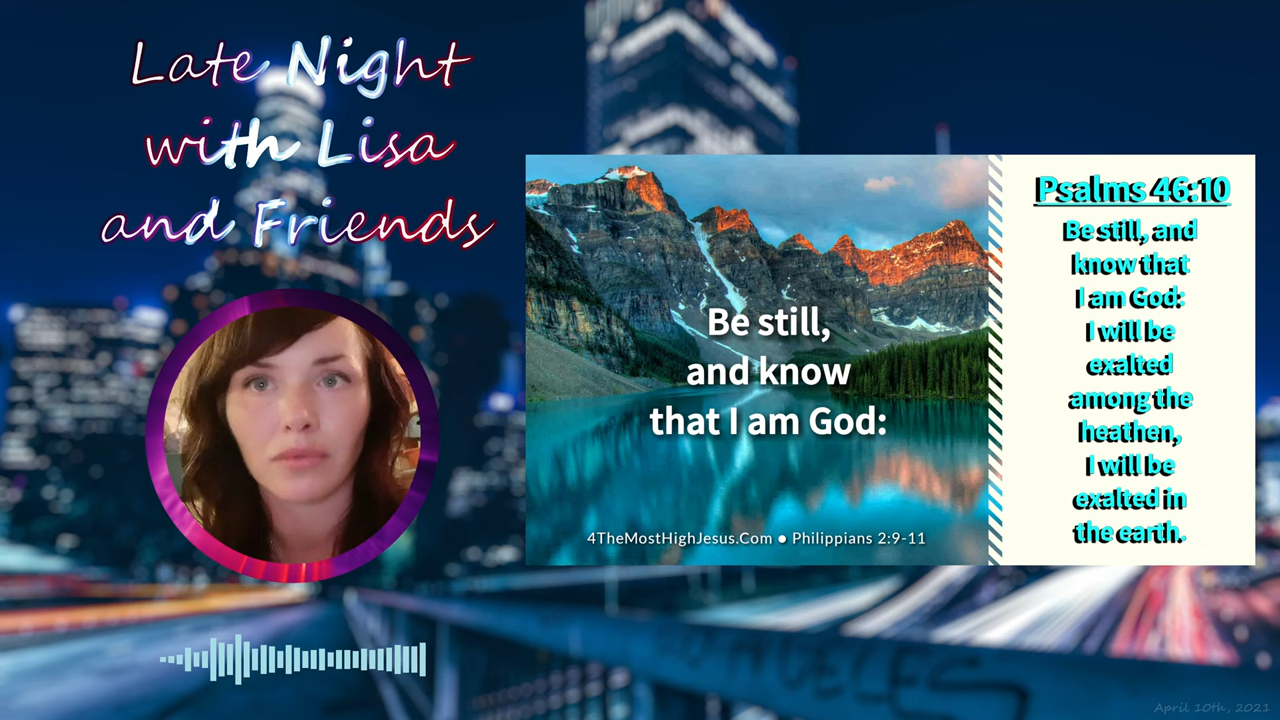 Late Night
with Lisa
and Friends
Be still,
and know
that I am God:
4TheMostHighJesus.Com ● Philippians 2:9-11
Psalms 46:10
Be still, and
know that
I am God:
I will be
exalted
among the
heathen,
I will be
exalted in
the earth.
April 10th, 2021